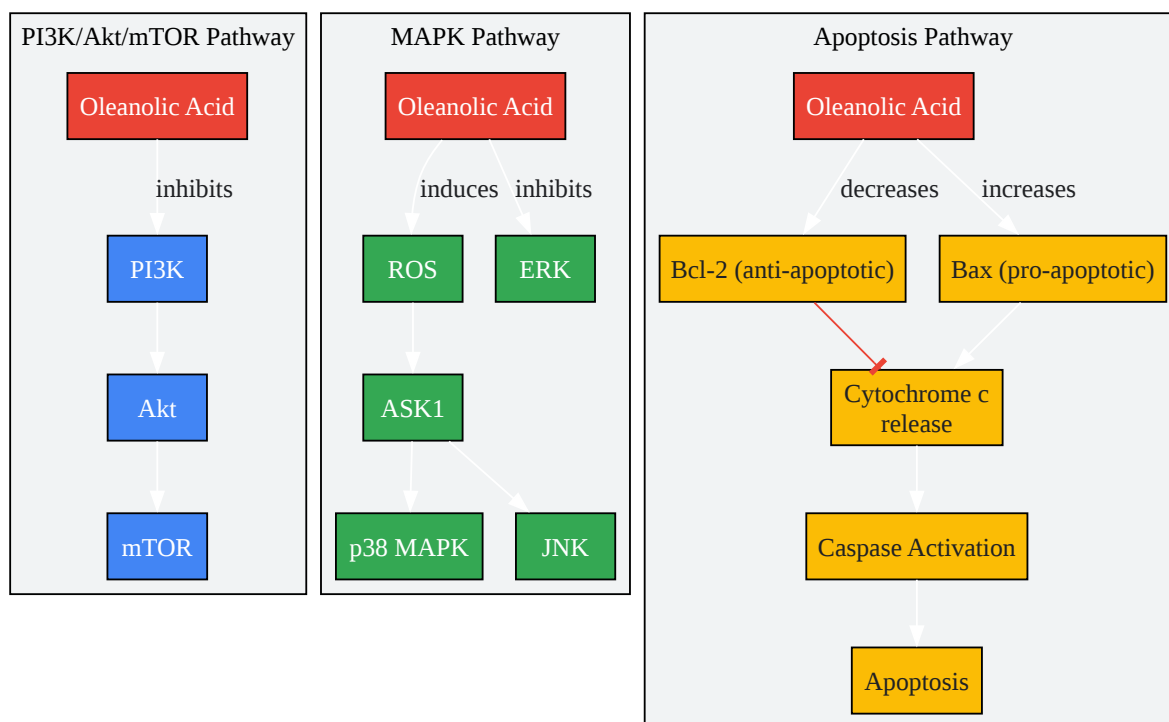 PI3K/Akt/mTOR Pathway
Oleanolic Acid
inhibits
PI3K
Akt
mTOR
MAPK Pathway
Oleanolic Acid
induces
inhibits
ROS
ERK
ASK1
p38 MAPK
JNK
Apoptosis Pathway
Oleanolic Acid
decreases
increases
Bcl-2 (anti-apoptotic)
Bax (pro-apoptotic)
Cytochrome c
release
Caspase Activation
Apoptosis